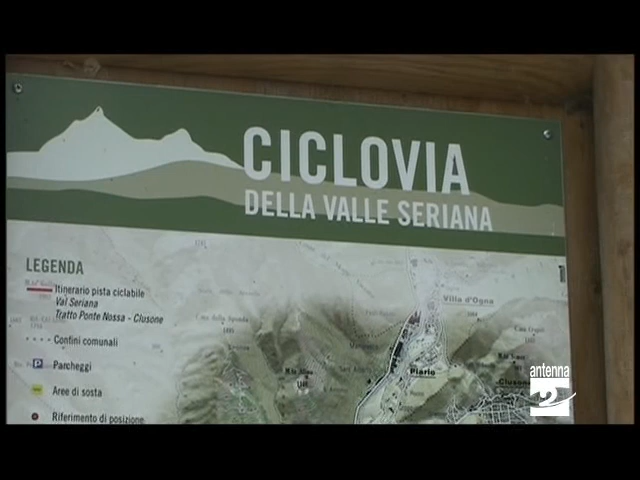 CICLOVIA
DELLA VALLE SERIANA
LEGENDA
Itinerario pista ciclabile
Val Seriana
Tratto Ponte Nossa - Clusone
Confini comunali
P Parcheggi
Aree di sosta
Riferimento di posizione
Villa d'Ogna
Piario
Clusone
antenna
2